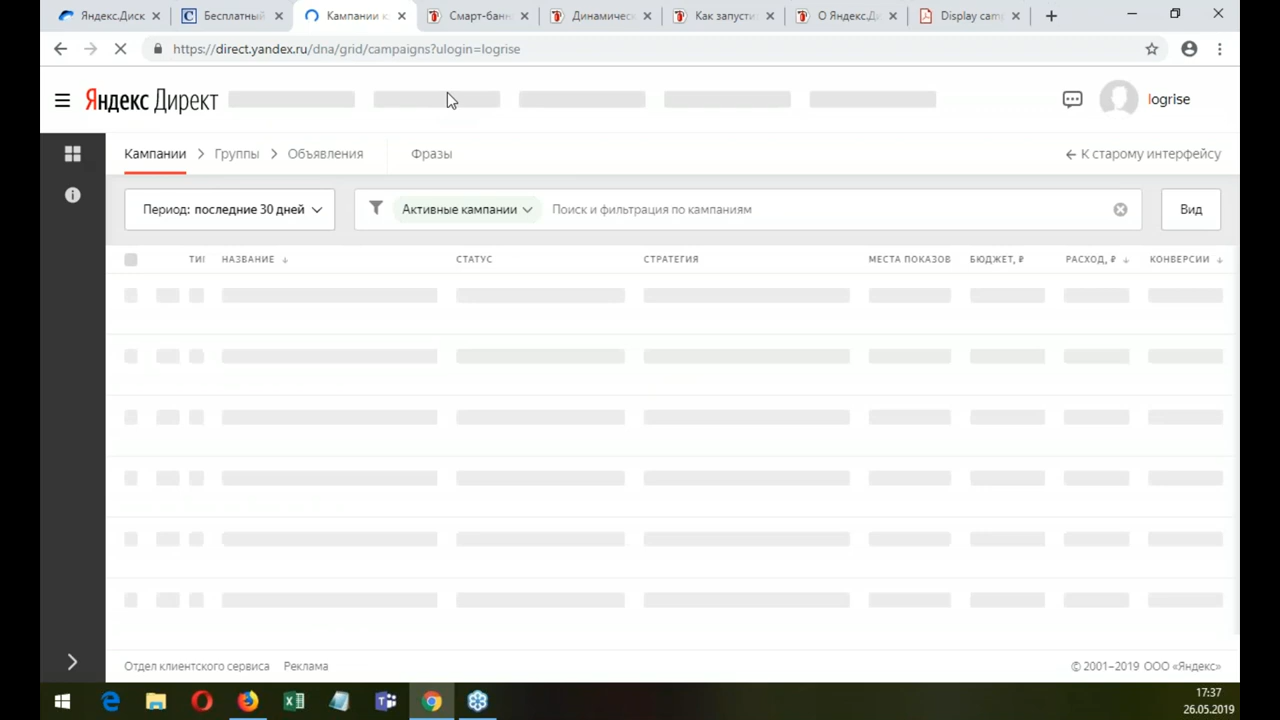 Яндекс.Диск
Бесплатный
Кампании к
Смарт-банн
Динамичес
Как запусти
О Яндекс.Ди
Display cam
https://direct.yandex.ru/dna/grid/campaigns?ulogin=logrise
Яндекс Директ
logrise
Кампании
Группы
Объявления
Фразы
К старому интерфейсу
Период: последние 30 дней
Активные кампании
Поиск и фильтрация по кампаниям
Вид
ТИ
НАЗВАНИЕ
СТАТУС
СТРАТЕГИЯ
МЕСТА ПОКАЗОВ
БЮДЖЕТ, ₽
РАСХОД, ₽
КОНВЕРСИИ
Отдел клиентского сервиса
Реклама
© 2001–2019 ООО «Яндекс»
17:37
26.05.2019